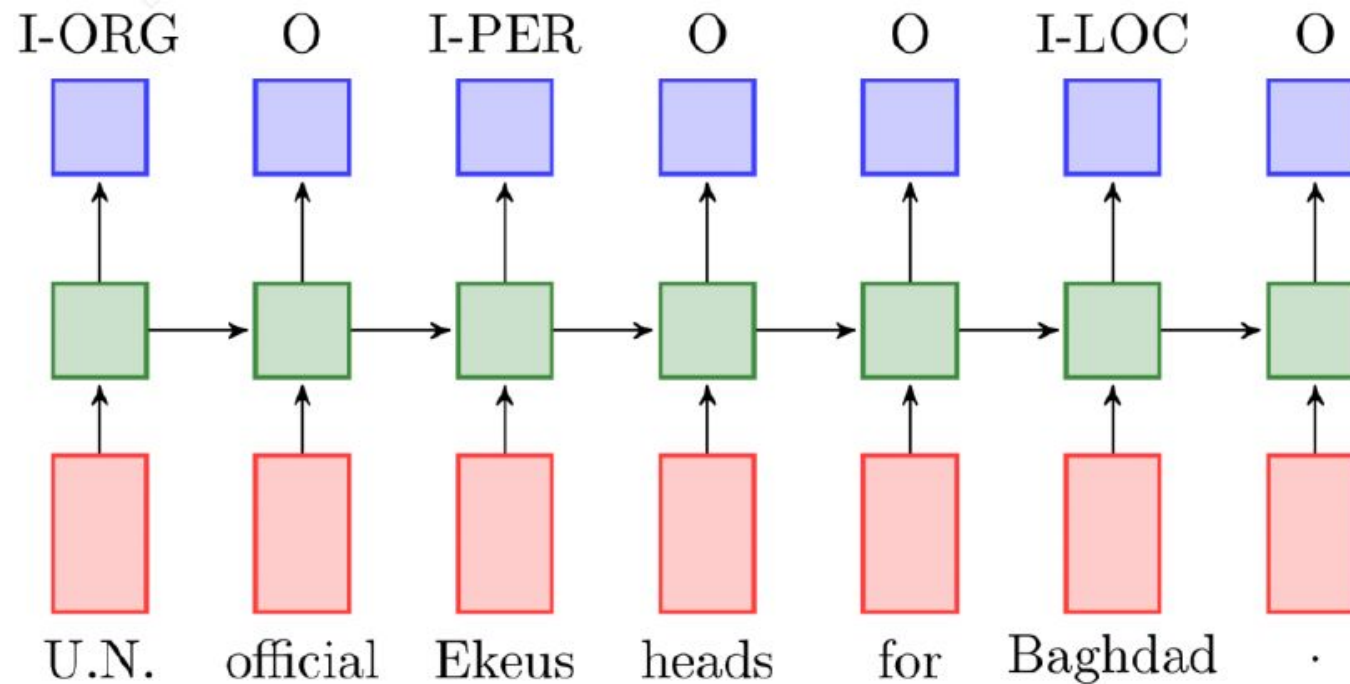 I-ORG O I-PER O O I-LOC O
U.N. official Ekeus heads for Baghdad .